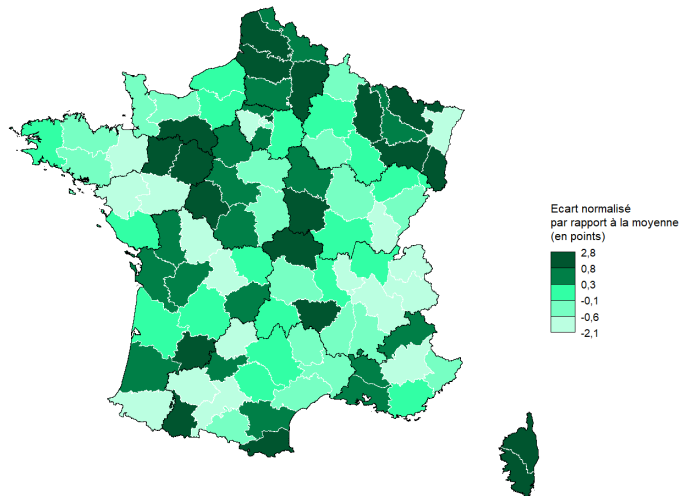 Ecart normalisé
par rapport à la moyenne
(en points)
2,8
0,8
0,3
-0,1
-0,6
-2,1